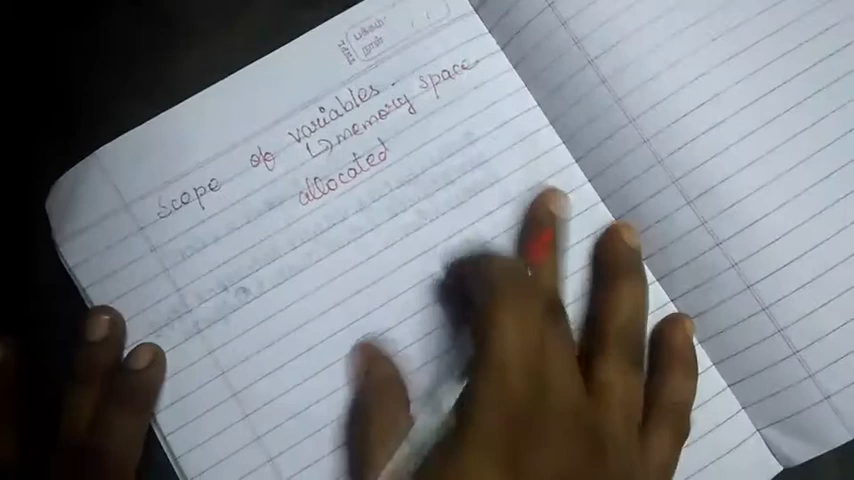 Scope of variables.
↳ memory space
allocated